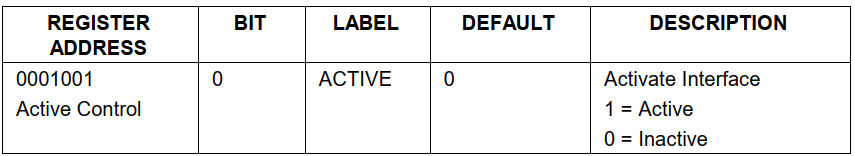 REGISTER ADDRESS BIT LABEL DEFAULT DESCRIPTION
0001001 0 ACTIVE 0 Activate Interface
Active Control 1 = Active
0 = Inactive